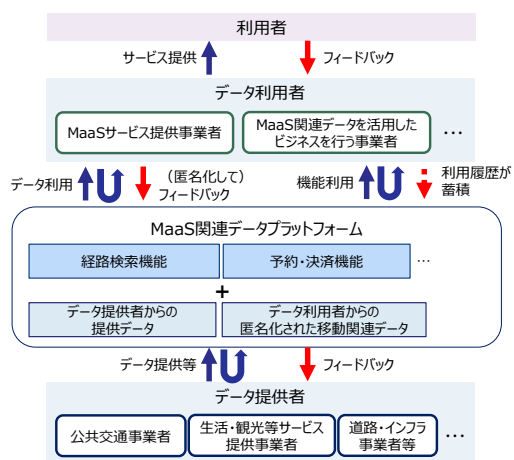 利用者
サービス提供
フィードバック
データ利用者
MaaSサービス提供事業者
MaaS関連データを活用した
ビジネスを行う事業者
…
データ利用
（匿名化して）
フィードバック
機能利用
利用履歴が
蓄積
MaaS関連データプラットフォーム
経路検索機能
予約・決済機能
…
+
データ提供者からの
提供データ
データ利用者からの
匿名化された移動関連データ
データ提供等
フィードバック
データ提供者
公共交通事業者
生活・観光等サービス
提供事業者
道路・インフラ
事業者等
…